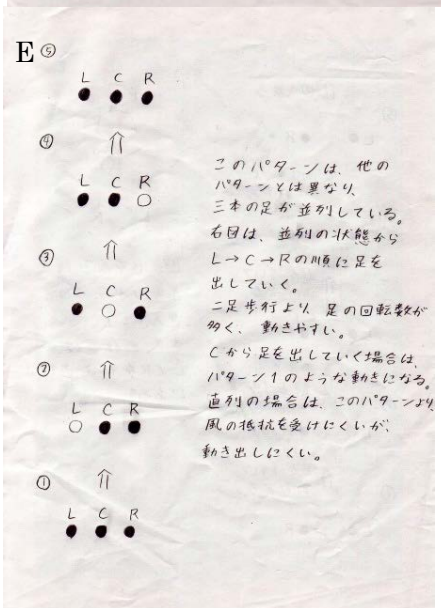 E ⑤
L C R
④
L C R
このパターンは、他の
パターンとは異なり、
三本の足が並列している。
右図は、並列の状態から
L→C→Rの順に足を
出していく。
二足歩行より、足の回転数が
多く、動きやすい。
Cから足を出していく場合は、
パターン1のような動きになる。
直列の場合は、このパターンより、
風の抵抗を受けにくいが、
動き出しにくい。
③
L C R
②
L C R
①
L C R